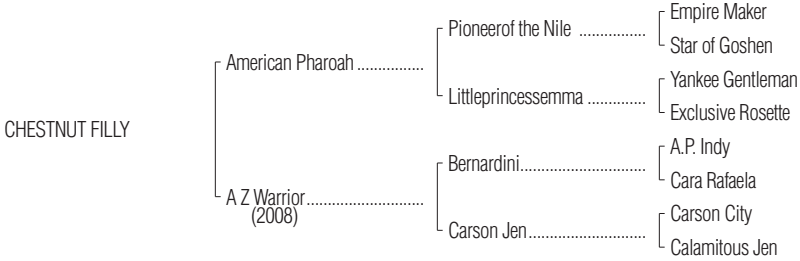 Empire Maker
Pioneerof the Nile ................
Star of Goshen
American Pharoah ................
Yankee Gentleman
Littleprincessemma ..............
Exclusive Rosette
CHESTNUT FILLY
A.P. Indy
Bernardini..............................
Cara Rafaela
A Z Warrior............................
(2008)
Carson City
Carson Jen............................
Calamitous Jen